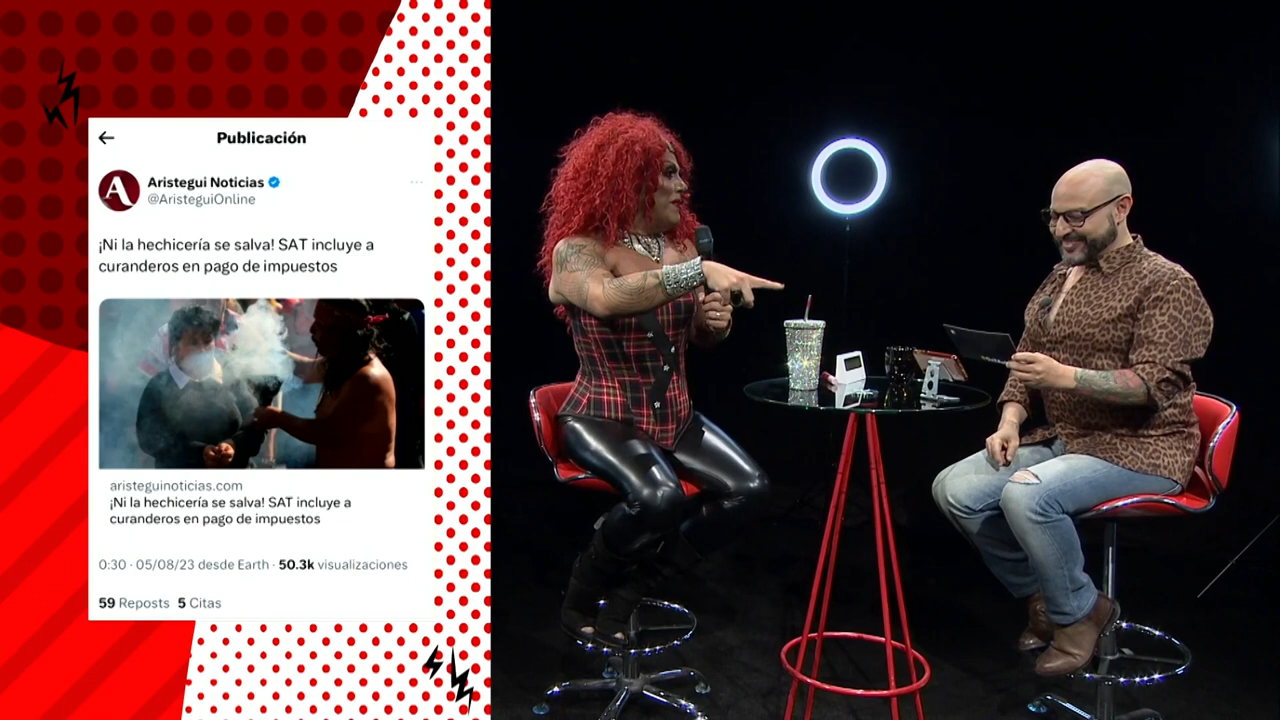 Publicación
A
Aristegui Noticias
@AristeguiOnline
¡Ni la hechicería se salva! SAT incluye a
curanderos en pago de impuestos
aristeguinoticias.com
¡Ni la hechicería se salva! SAT incluye a
curanderos en pago de impuestos
0:30 · 05/08/23 desde Earth · 50.3k visualizaciones
59 Reposts 5 Citas